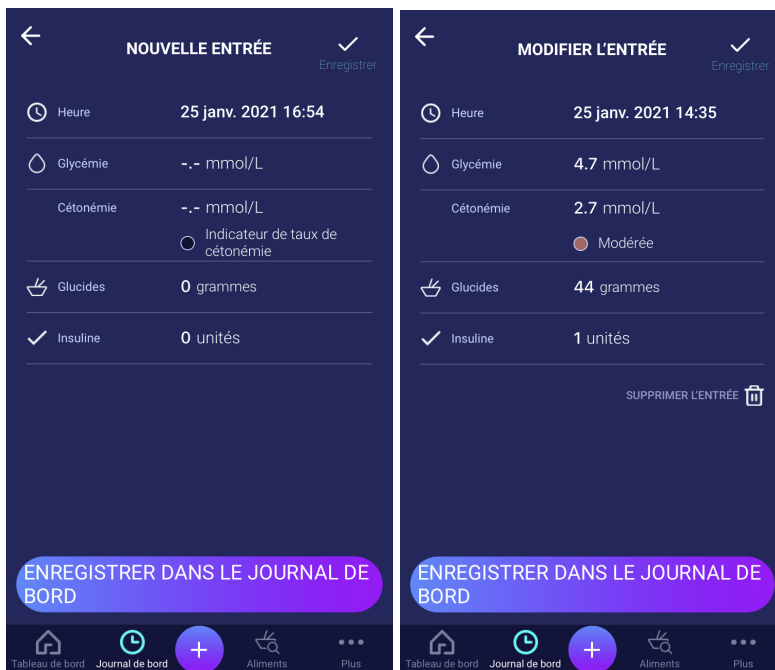 NOUVELLE ENTRÉE
Enregistrer
Heure 25 janv. 2021 16:54
Glycémie -.- mmol/L
Cétonémie -.- mmol/L
Indicateur de taux de
cétonémie
Glucides 0 grammes
Insuline 0 unités
ENREGISTRER DANS LE JOURNAL DE
BORD
Tableau de bord Journal de bord + Aliments Plus
MODIFIER L'ENTRÉE
Enregistrer
Heure 25 janv. 2021 14:35
Glycémie 4.7 mmol/L
Cétonémie 2.7 mmol/L
Modérée
Glucides 44 grammes
Insuline 1 unités
SUPPRIMER L'ENTRÉE
ENREGISTRER DANS LE JOURNAL DE
BORD
Tableau de bord Journal de bord + Aliments Plus